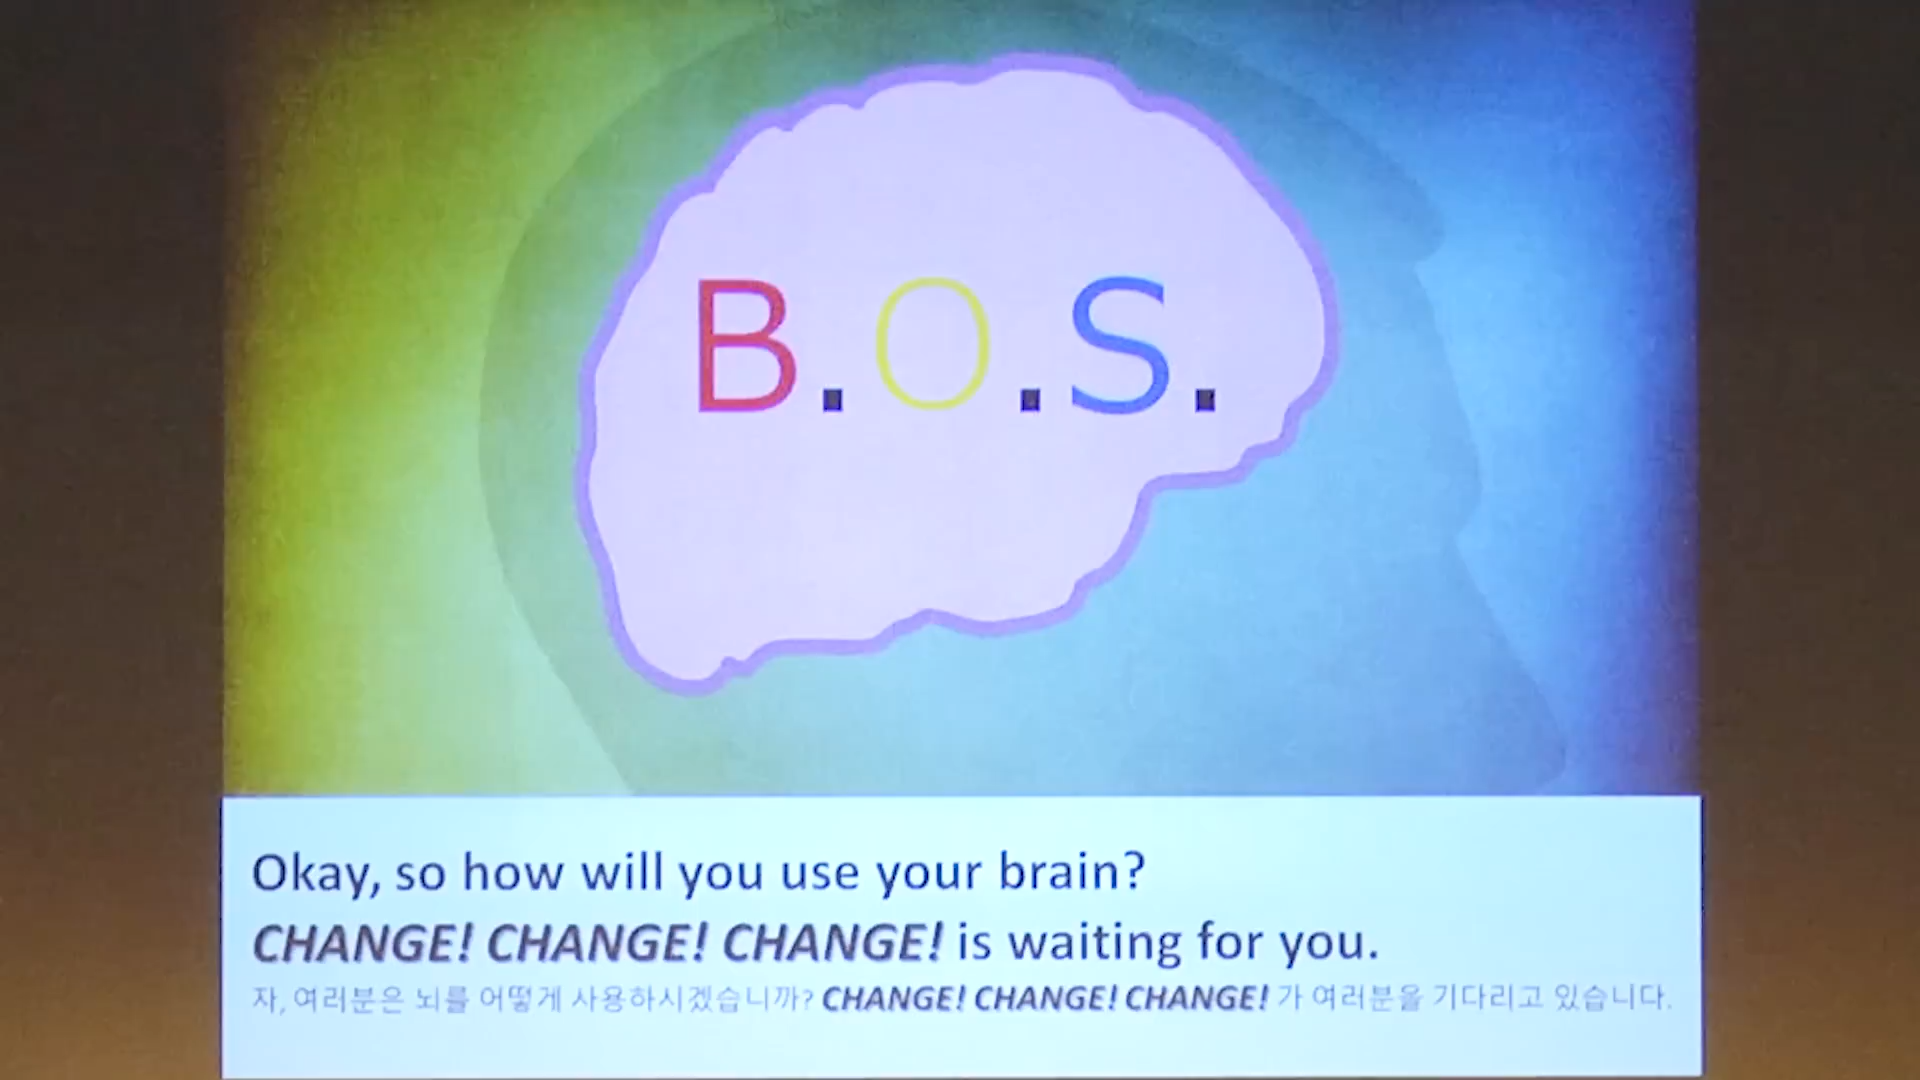 B.O.S.
Okay, so how will you use your brain?
CHANGE! CHANGE! CHANGE! is waiting for you.
자, 여러분은 뇌를 어떻게 사용하시겠습니까? CHANGE! CHANGE! CHANGE! 가 여러분을 기다리고 있습니다.